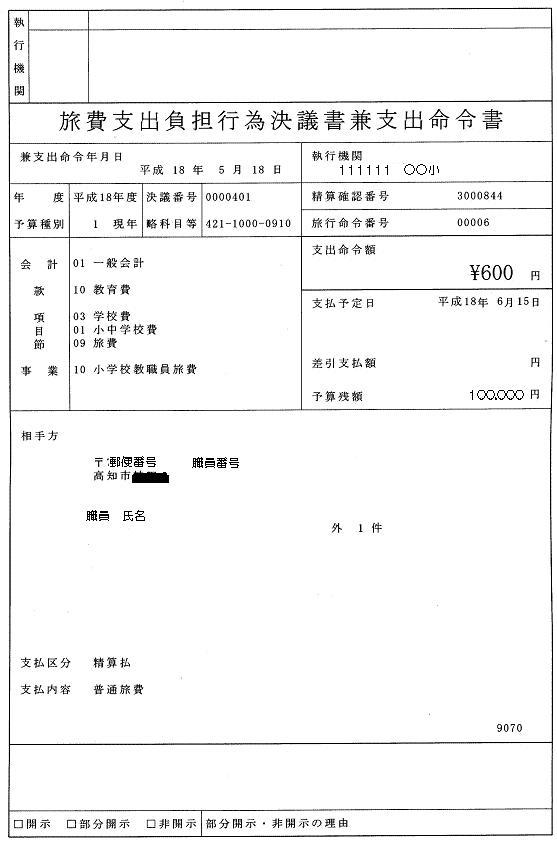 執行機関
旅費支出負担行為決議書兼支出命令書
兼支出命令年月日
平成 18 年 5 月 18 日
執行機関
111111 〇〇小
年度 平成18年度 決議番号 0000401
精算確認番号 3000844
予算種別 1 現年 略科目等 421-1000-0910
旅行命令番号 00006
会計 01 一般会計
款 10 教育費
項 03 学校費
目 01 小中学校費
節 09 旅費
事業 10 小学校教職員旅費
支出命令額
¥600 円
支払予定日 平成18年 6月15日
差引支払額 円
予算残額 100,000 円
相手方
〒郵便番号 職員番号
高知市
職員 氏名
外 1 件
支払区分 精算払
支払内容 普通旅費
9070
□開示 □部分開示 □非開示 部分開示・非開示の理由